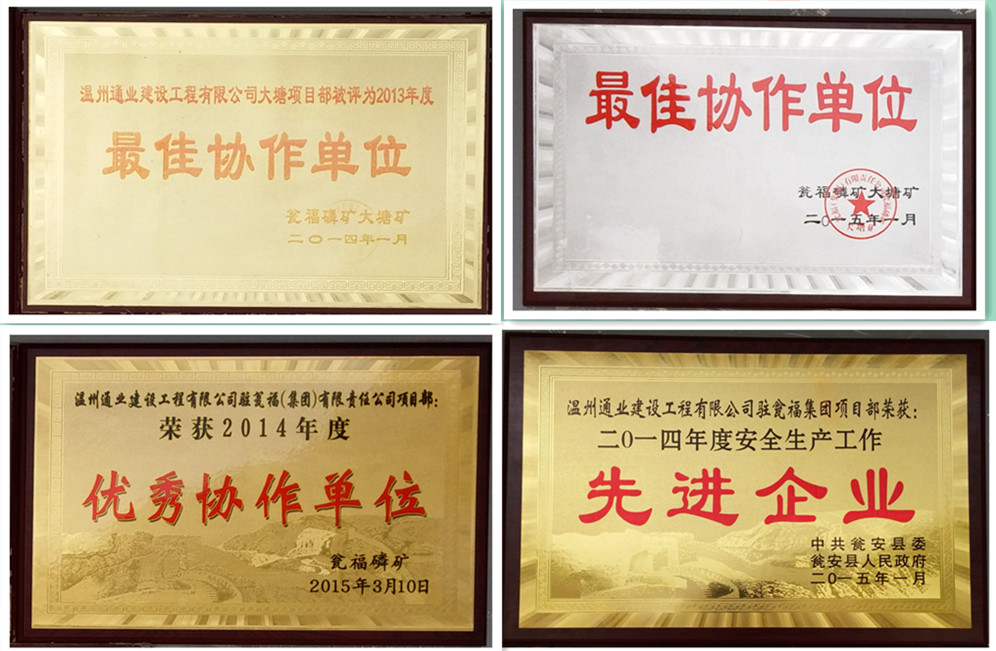 温州通业建设工程有限公司大塘项目部被评为2013年度
最佳协作单位
瓮福磷矿大塘矿
二〇一四年一月
最佳协作单位
瓮福磷矿大塘矿
二〇一五年一月
大塘矿
温州通业建设工程有限公司驻瓮福(集团)有限责任公司项目部:
荣获2014年度
优秀协作单位
瓮福磷矿
2015年3月10日
温州通业建设工程有限公司驻瓮福集团项目部荣获:
二〇一四年度安全生产工作
先进企业
中共瓮安县委
瓮安县人民政府
二〇一五年一月